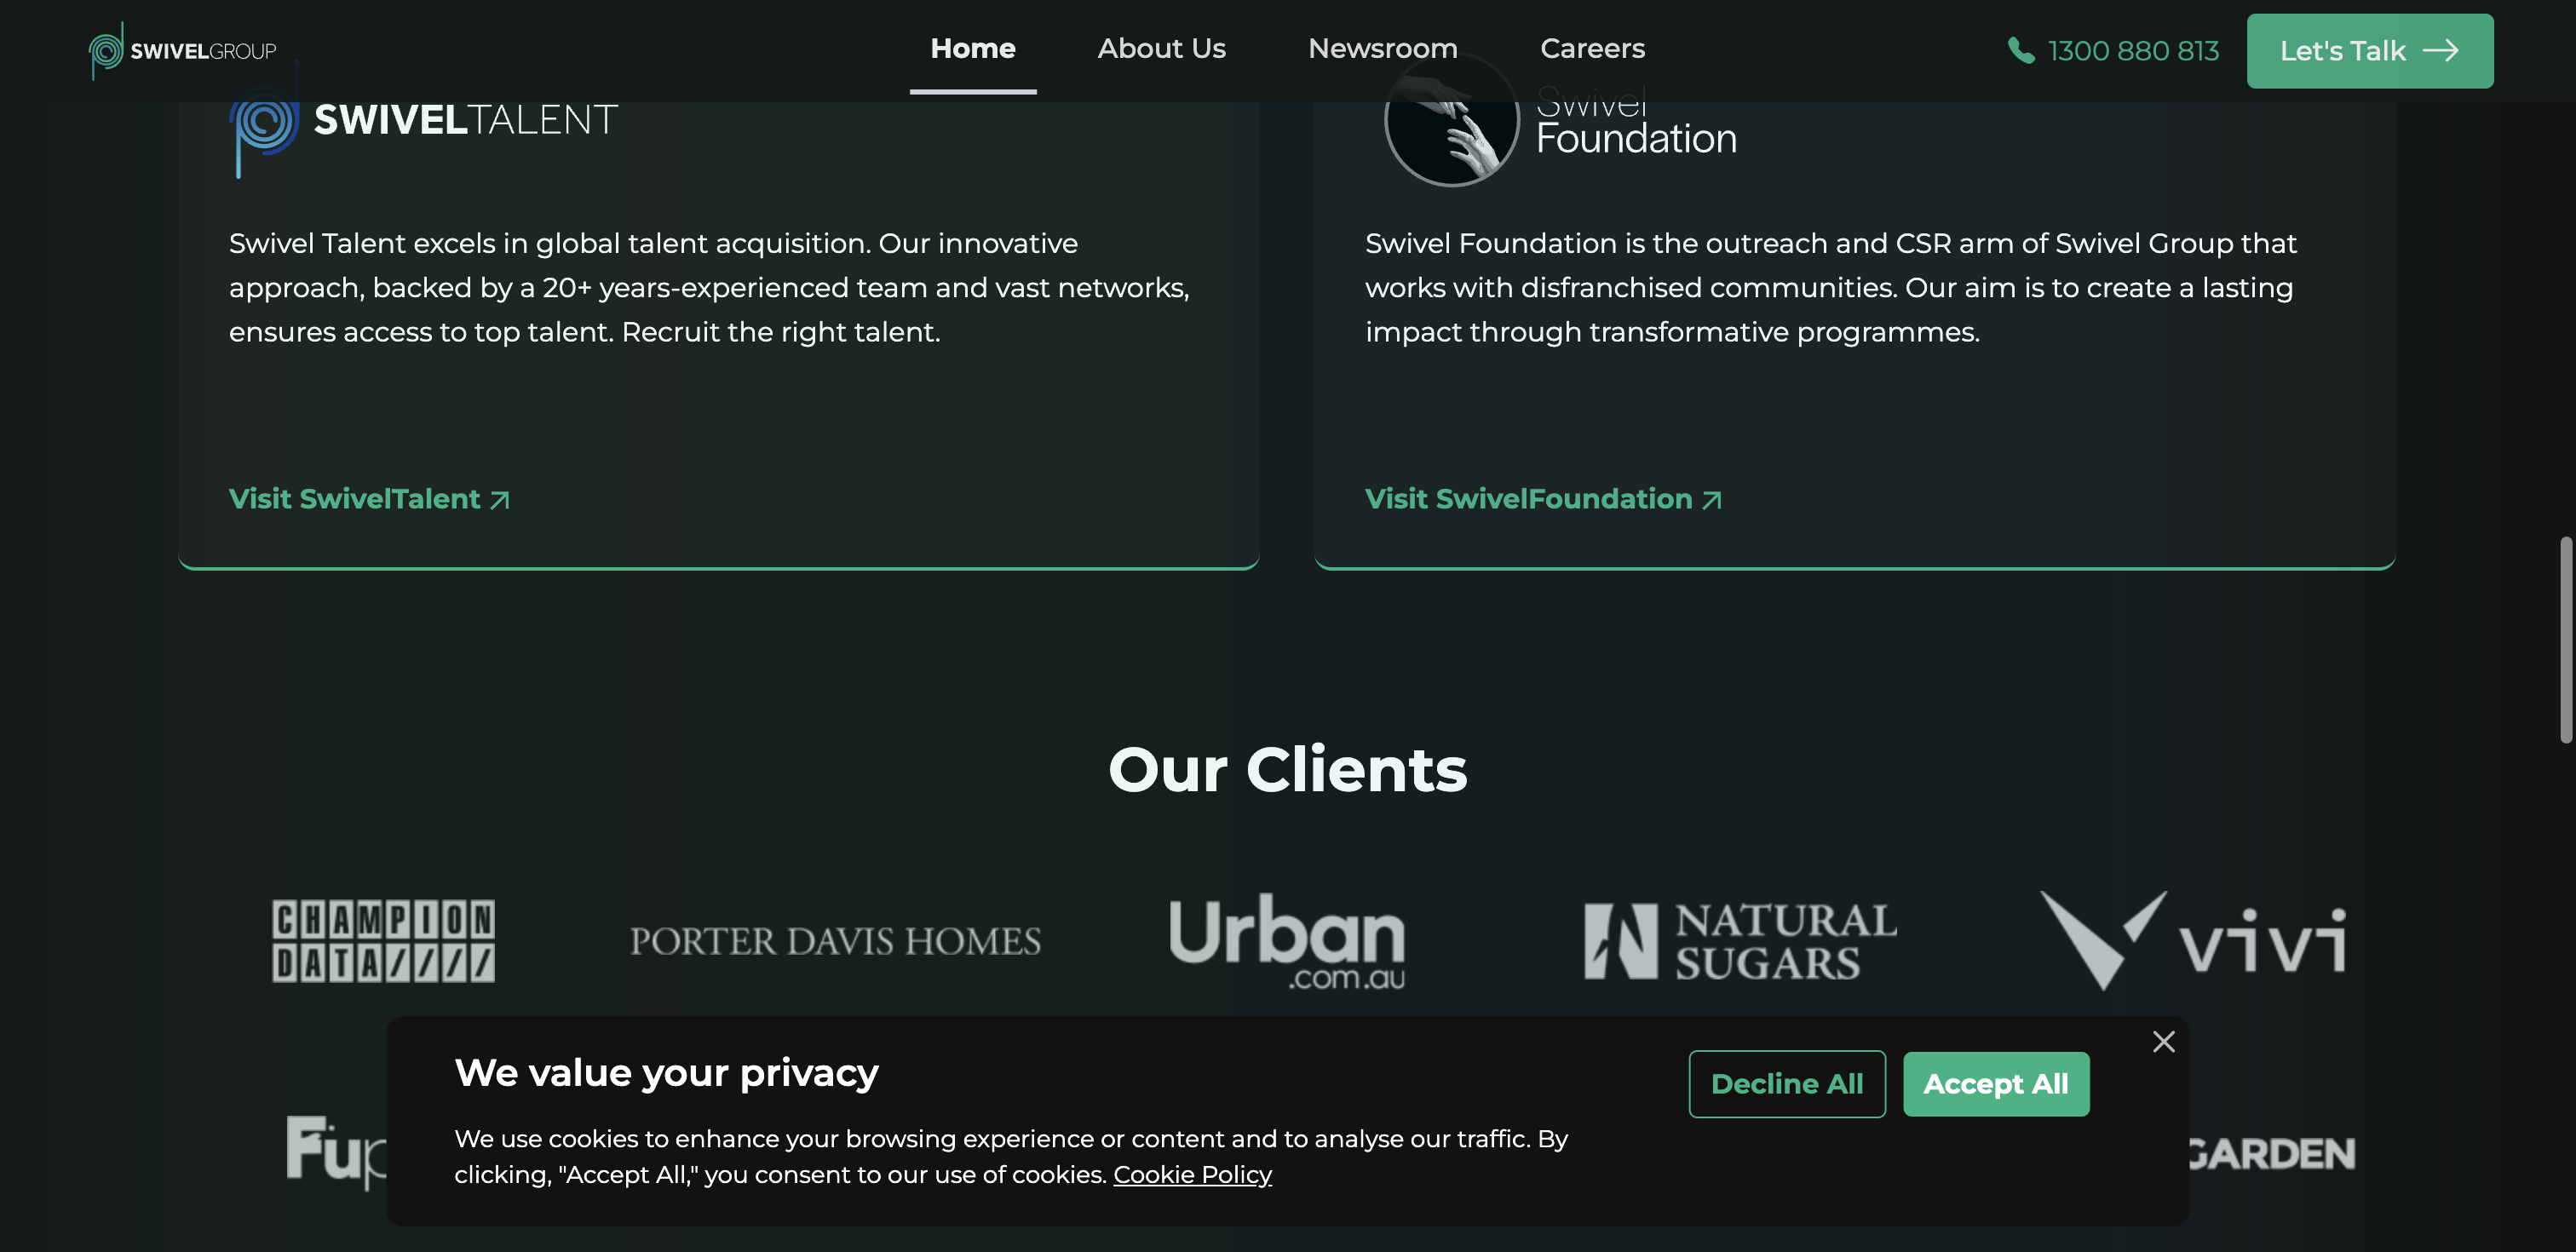 SWIVELGROUP
Home
About Us
Newsroom
Careers
1300 880 813
Let's Talk
SWIVELTALENT
Swivel
Foundation
Swivel Talent excels in global talent acquisition. Our innovative
approach, backed by a 20+ years-experienced team and vast networks,
ensures access to top talent. Recruit the right talent.
Visit SwivelTalent
Swivel Foundation is the outreach and CSR arm of Swivel Group that
works with disfranchised communities. Our aim is to create a lasting
impact through transformative programmes.
Visit SwivelFoundation
Our Clients
CHAMPION
DATA////
PORTER DAVIS HOMES
Urban
.com.au
NATURAL
SUGARS
vivi
GARDEN
We value your privacy
We use cookies to enhance your browsing experience or content and to analyse our traffic. By
clicking, "Accept All," you consent to our use of cookies. Cookie Policy
Decline All
Accept All